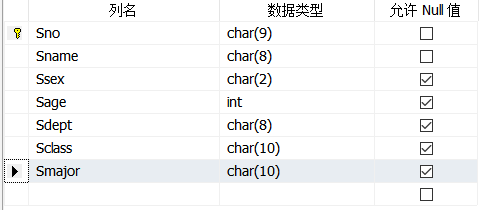 列名 数据类型 允许 Null 值
Sno char(9)
Sname char(8)
Ssex char(2)
Sage int
Sdept char(8)
Sclass char(10)
Smajor char(10)